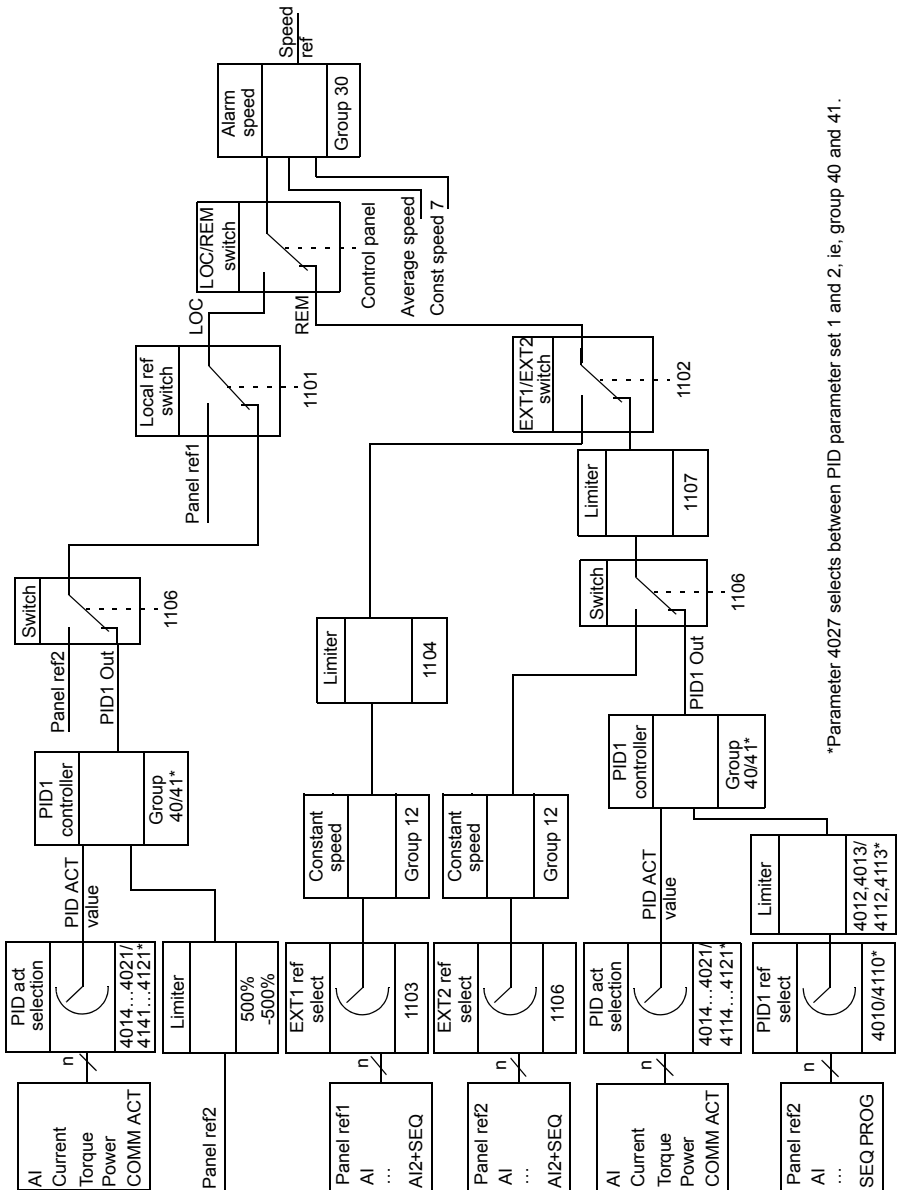 AI
Current
Torque
Power
COMM ACT
n
PID act
selection
4014…4021/
4141…4121*
PID ACT
value
Panel ref2
Limiter
500%
-500%
PID1
controller
Group
40/41*
Panel ref2
PID1 Out
Switch
1106
Panel ref1
Local ref
switch
1101
LOC
REM
LOC/REM
switch
Control panel
Average speed
Const speed 7
Alarm
speed
Group 30
Speed
ref
Panel ref1
AI
…
AI2+SEQ
n
EXT1 ref
select
1103
Constant
speed
Group 12
Limiter
1104
Panel ref2
AI
…
AI2+SEQ
n
EXT2 ref
select
1106
Constant
speed
Group 12
EXT1/EXT2
switch
1102
AI
Current
Torque
Power
COMM ACT
n
PID act
selection
4014…4021/
4114…4121*
PID ACT
value
PID1
controller
Group
40/41*
PID1 Out
Switch
1106
Limiter
1107
Panel ref2
AI
…
SEQ PROG
n
PID1 ref
select
4010/4110*
Limiter
4012,4013/
4112,4113*
*Parameter 4027 selects between PID parameter set 1 and 2, ie, group 40 and 41.